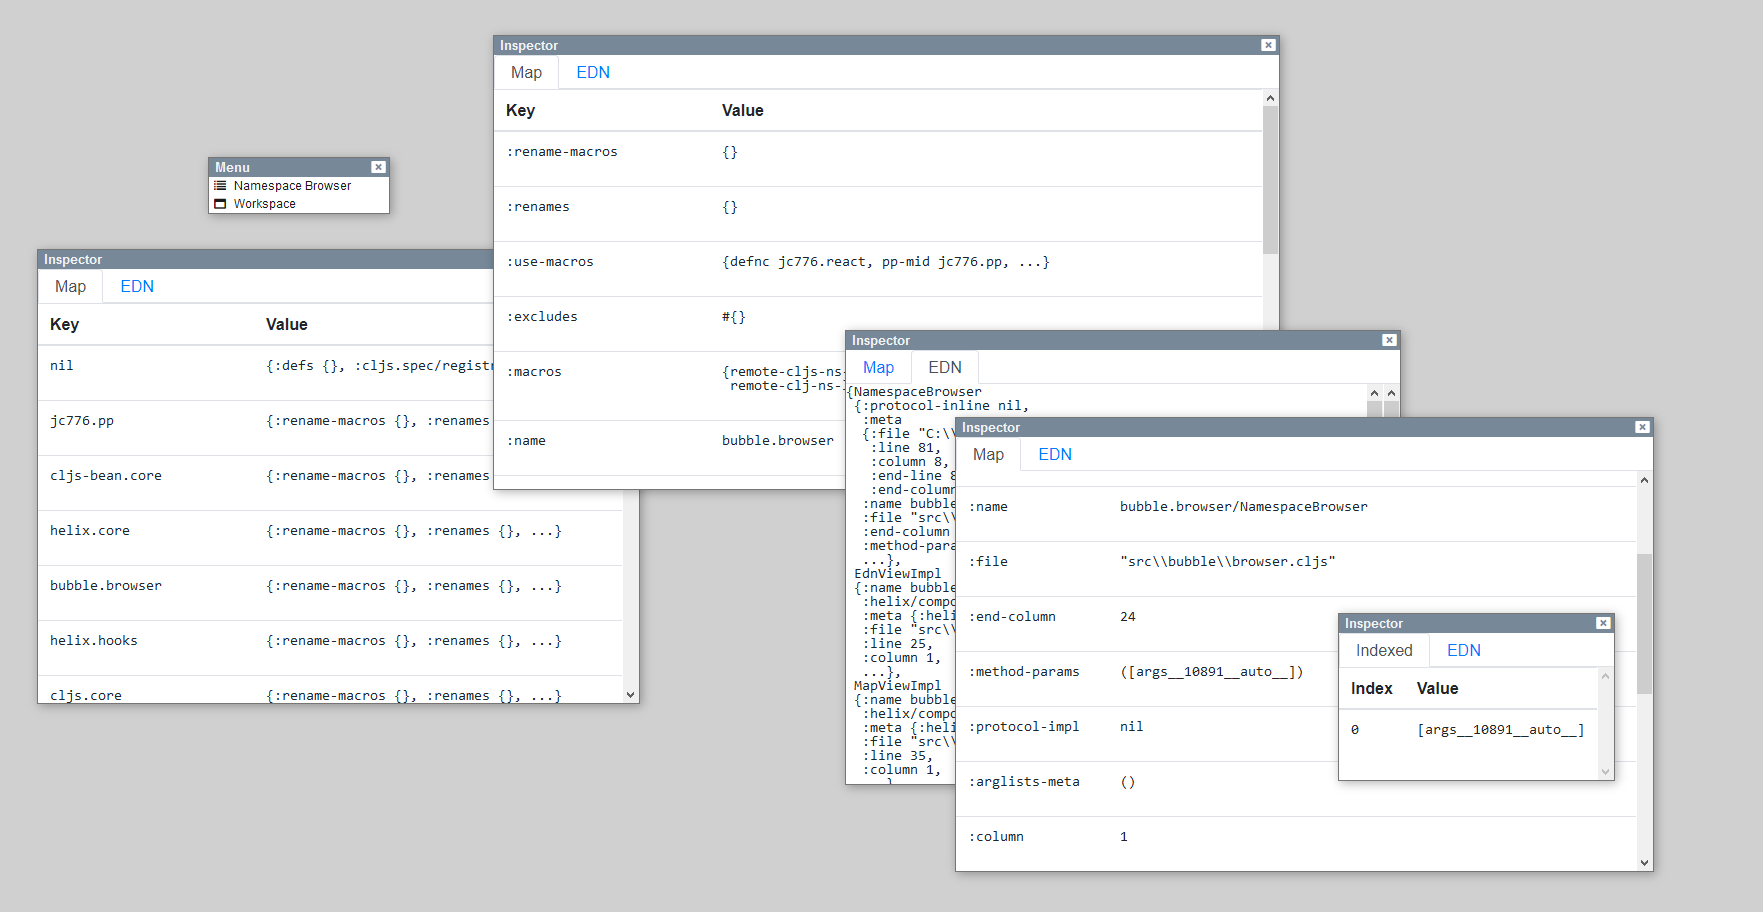 Menu
Namespace Browser
Workspace
Inspector
Map EDN
Key Value
nil {:defs {}, :cljs.spec/registr
jc776.pp {:rename-macros {}, :renames
cljs-bean.core {:rename-macros {}, :renames
helix.core {:rename-macros {}, :renames {}, ...}
bubble.browser {:rename-macros {}, :renames {}, ...}
helix.hooks {:rename-macros {}, :renames {}, ...}
cljs.core {:rename-macros {}, :renames {}, ...}
Inspector
Map EDN
Key Value
:rename-macros {}
:renames {}
:use-macros {defnc jc776.react, pp-mid jc776.pp, ...}
:excludes #{}
:macros {remote-cljs-ns-
remote-clj-ns-
:name bubble.browser
Inspector
Map EDN
{NamespaceBrowser
{:protocol-inline nil,
:meta
{:file "C:\\
:line 81,
:column 8,
:end-line 8
:end-column
:name bubble
:file "src\\
:end-column
:method-para
...},
EdnViewImpl
{:name bubble
:helix/compo
:meta {:heli
:file "src\\
:line 25,
:column 1,
...},
MapViewImpl
{:name bubble
:helix/compo
:meta {:heli
:file "src\\
:line 35,
:column 1,
Inspector
Map EDN
:name bubble.browser/NamespaceBrowser
:file "src\\bubble\\browser.cljs"
:end-column 24
:method-params ([args__10891__auto__])
:protocol-impl nil
:arglists-meta ()
:column 1
Inspector
Indexed EDN
Index Value
0 [args__10891__auto__]